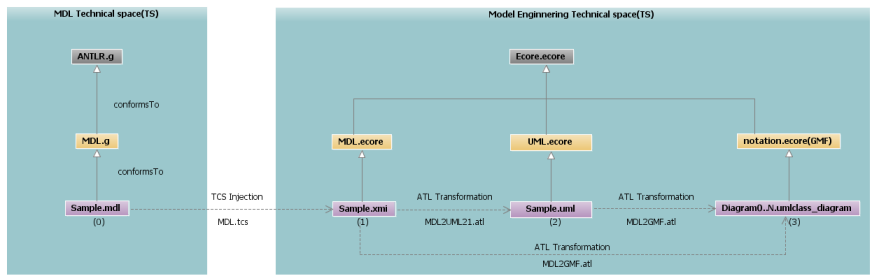 MDL Technical space(TS)
Model Enginnering Technical space(TS)
ANTLR.g
Ecore.ecore
conformsTo
MDL.g
MDL.ecore
UML.ecore
notation.ecore(GMF)
conformsTo
TCS Injection
ATL Transformation
ATL Transformation
Sample.mdl
Sample.xmi
Sample.uml
Diagram0..N.umlclass_diagram
(0)
MDL.tcs
(1)
MDL2UML21.atl
(2)
MDL2GMF.atl
(3)
ATL Transformation
MDL2GMF.atl